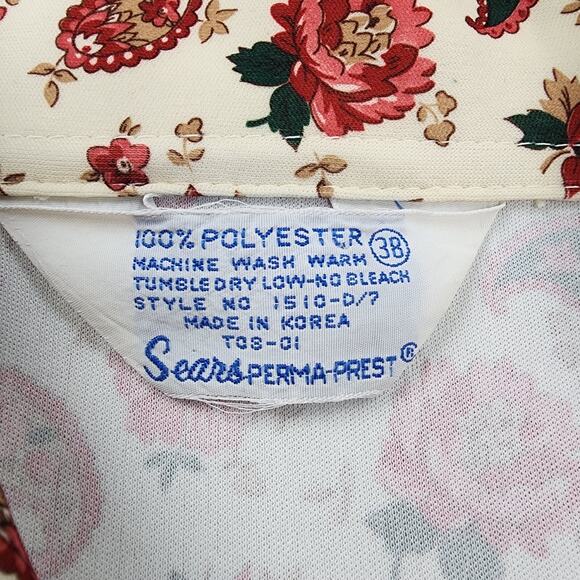 100% POLYESTER 38
MACHINE WASH WARM
TUMBLE DRY LOW-NO BLEACH
STYLE NO 1510-D/7
MADE IN KOREA
T08-01
Sears PERMA-PREST®